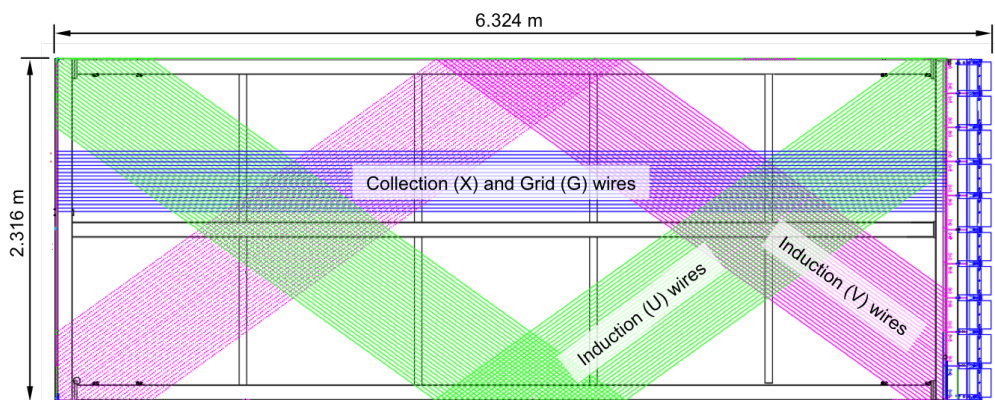 6.324 m
2.316 m
Collection (X) and Grid (G) wires
Induction (U) wires
Induction (V) wires